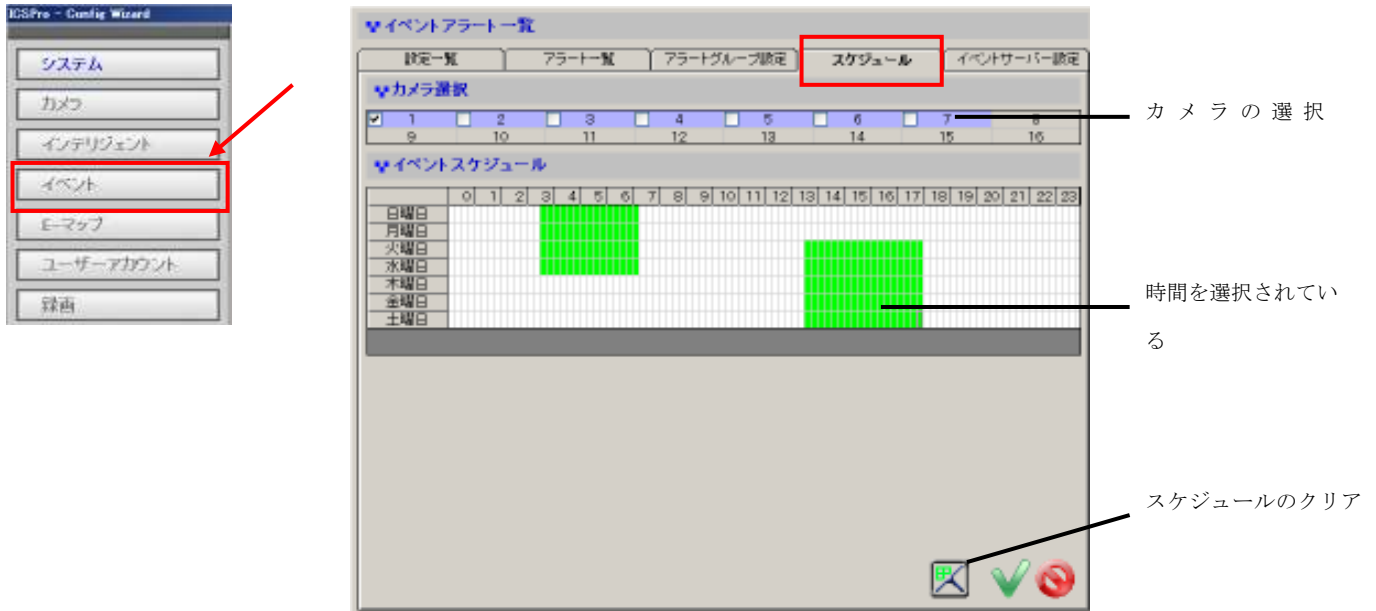 ICSPro - Config Wizard
システム
カメラ
インテリジェント
イベント
E-マップ
ユーザーアカウント
録画
イベントアラート一覧
設定一覧 アラート一覧 アラートグループ設定 スケジュール イベントサーバー設定
カメラ選択
1 2 3 4 5 6 7 8
9 10 11 12 13 14 15 16
イベントスケジュール
0 1 2 3 4 5 6 7 8 9 10 11 12 13 14 15 16 17 18 19 20 21 22 23
日曜日
月曜日
火曜日
水曜日
木曜日
金曜日
土曜日
カメラの選択
時間を選択されてい
る
スケジュールのクリア